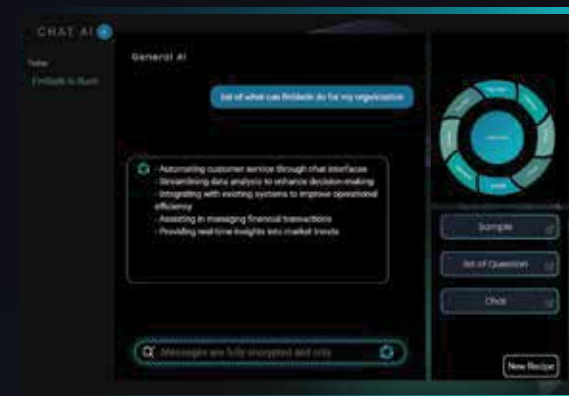 CHAT AI
Today
General AI
list of what can finblade do for my organization
- Automating customer service through chat interfaces
- Streamlining data analysis to enhance decision-making
- Integrating with existing systems to improve operational
efficiency
- Assisting in managing financial transactions
- Providing real-time insights into market trends
Messages are fully encrypted and only
Sample
list of Question
Chat
New Recipe